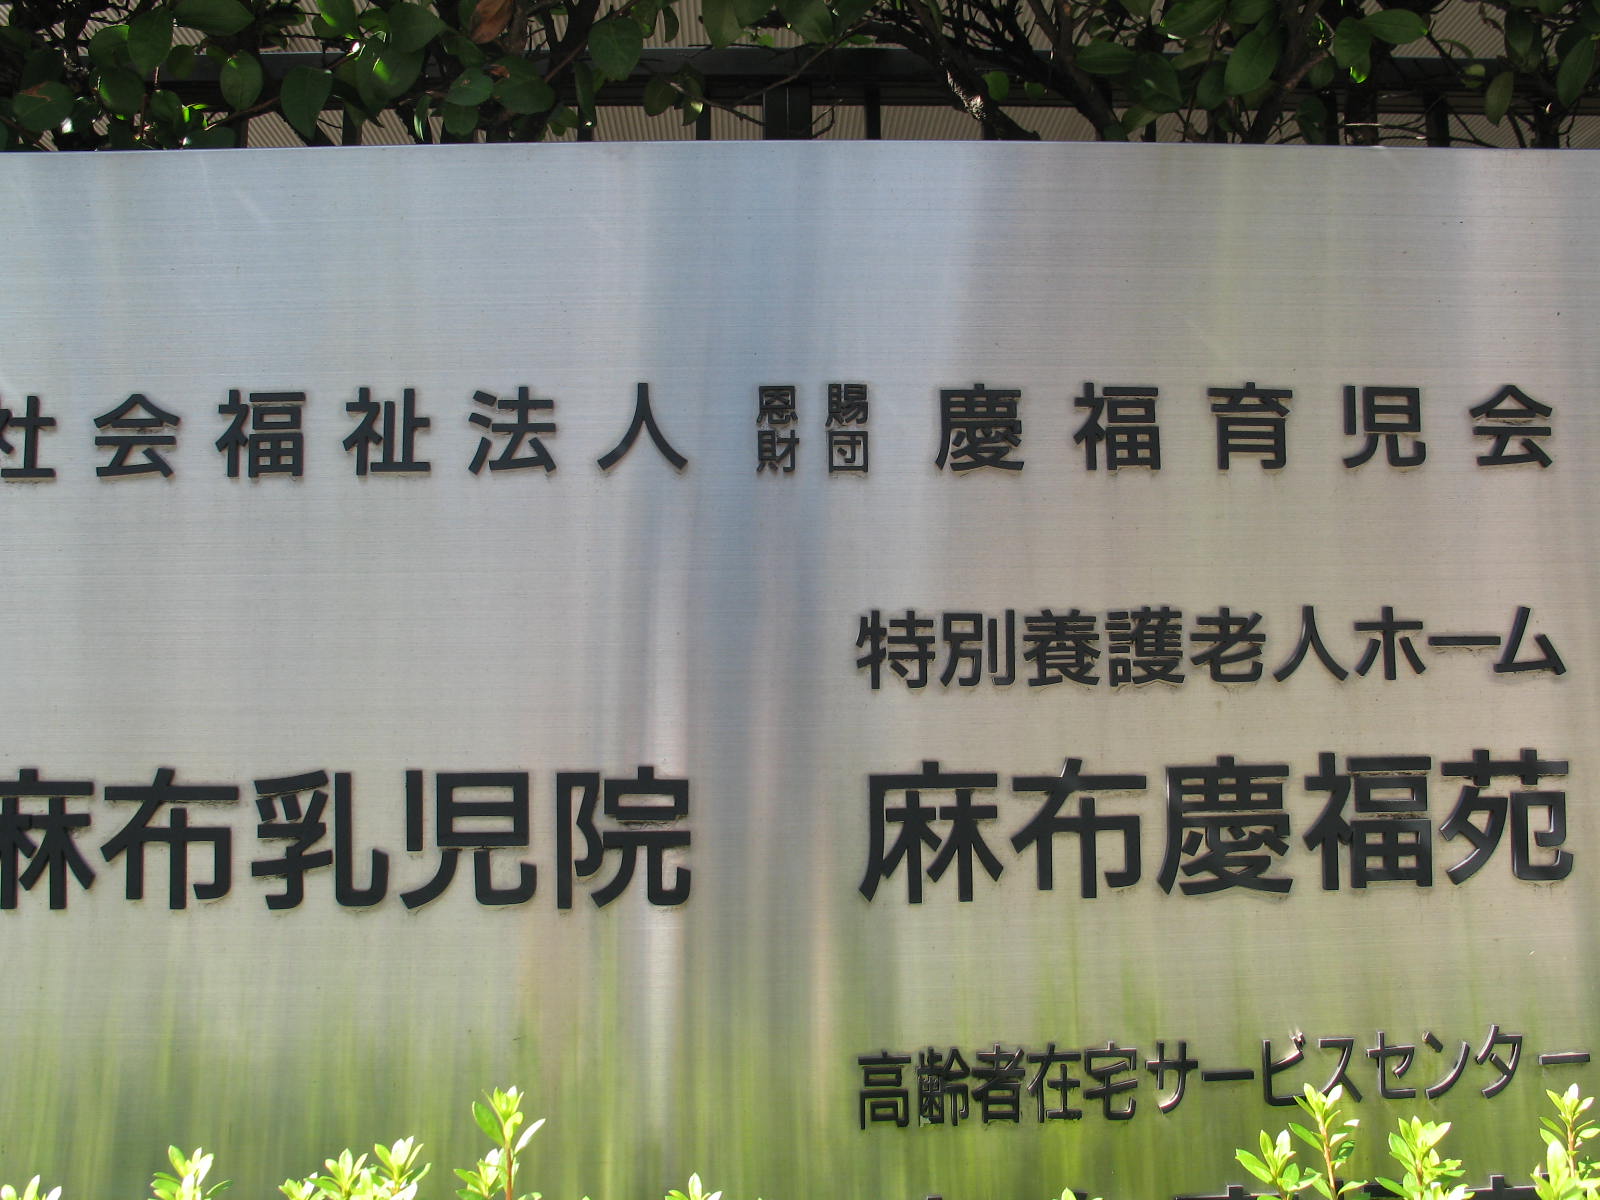 社会福祉法人 恩賜財団 慶福育児会
特別養護老人ホーム
麻布乳児院 麻布慶福苑
高齢者在宅サービスセンター